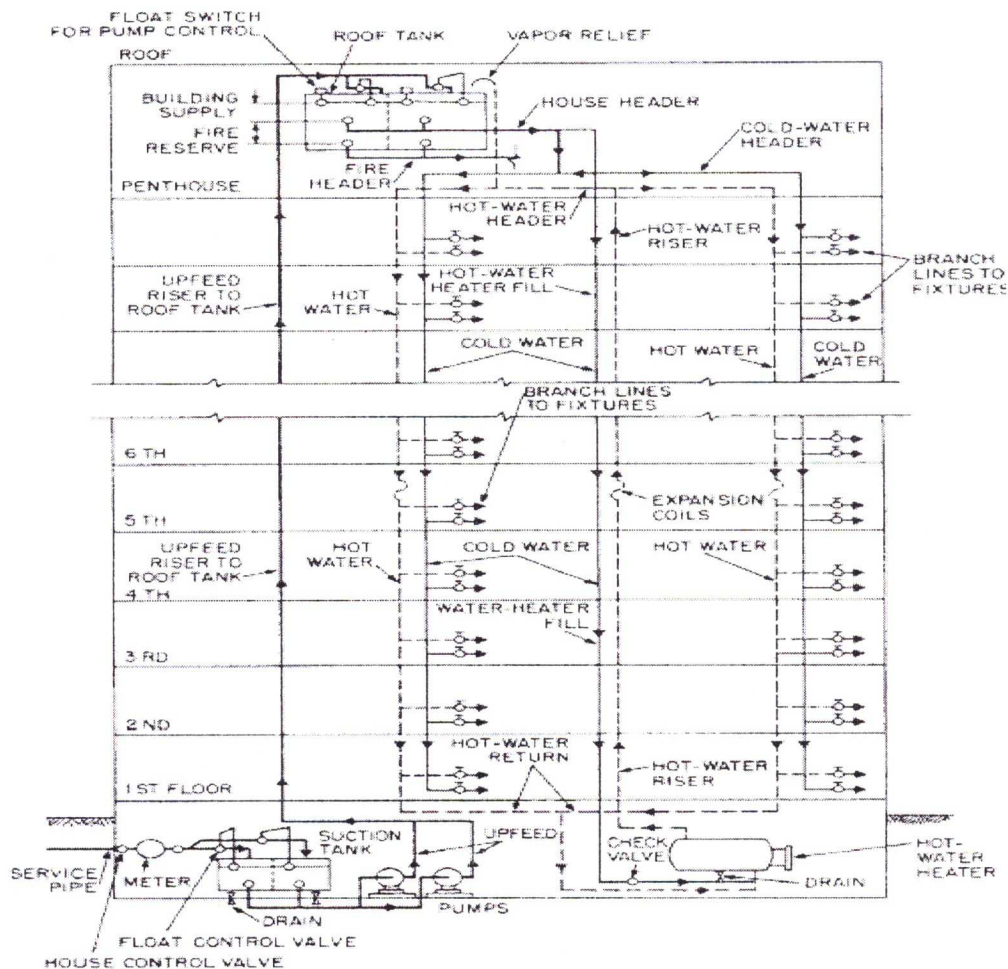 FLOAT SWITCH
FOR PUMP CONTROL
ROOF TANK
VAPOR RELIEF
ROOF
BUILDING
SUPPLY
FIRE
RESERVE
HOUSE HEADER
COLD-WATER
HEADER
FIRE
HEADER
PENTHOUSE
HOT-WATER
HEADER
HOT-WATER
RISER
BRANCH
LINES TO
FIXTURES
UPFEED
RISER TO
ROOF TANK
HOT
WATER
HOT-WATER
HEATER FILL
COLD WATER
HOT WATER
COLD
WATER
BRANCH LINES
TO FIXTURES
6 TH
EXPANSION
COILS
5 TH
UPFEED
RISER TO
ROOF TANK
HOT
WATER
COLD WATER
HOT WATER
4 TH
WATER-HEATER
FILL
3 RD
2 ND
HOT-WATER
RETURN
HOT-WATER
RISER
1 ST FLOOR
SUCTION
TANK
UPFEED
CHECK
VALVE
HOT-
WATER
HEATER
SERVICE
PIPE
METER
DRAIN
PUMPS
DRAIN
FLOAT CONTROL VALVE
HOUSE CONTROL VALVE